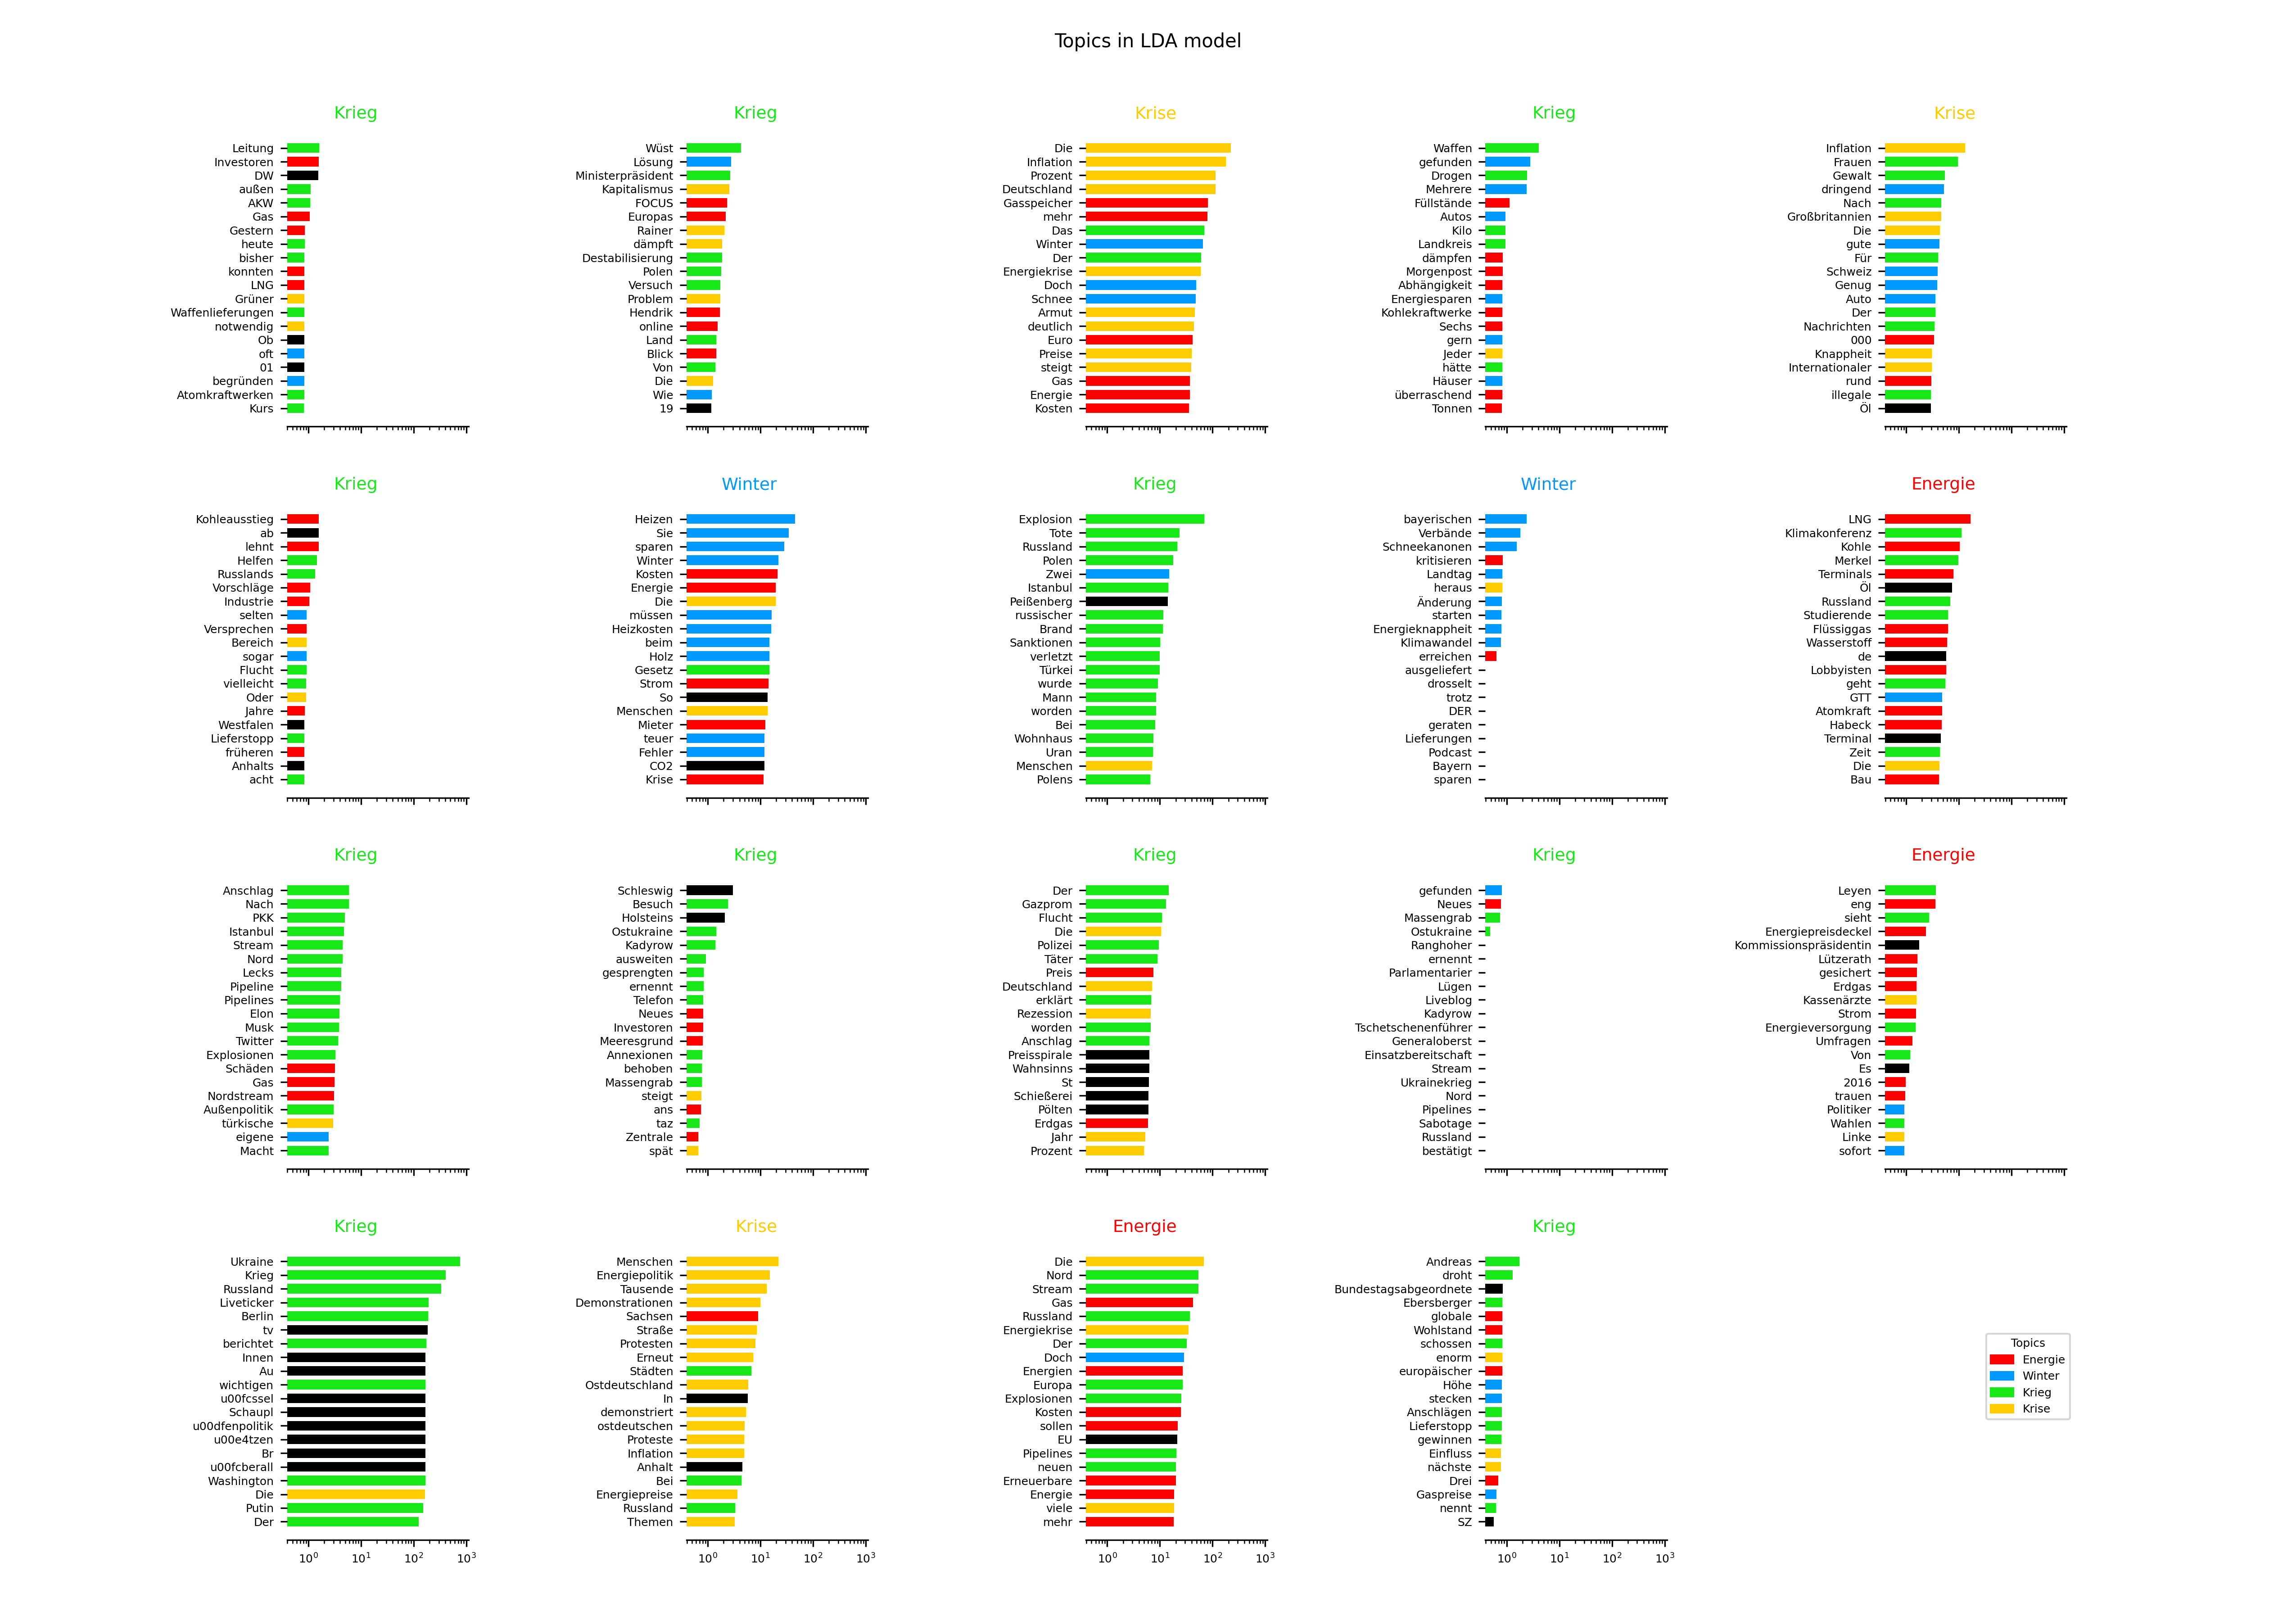 Topics in LDA model
Krieg
Leitung
Investoren
DW
außen
AKW
Gas
Gestern
heute
bisher
konnten
LNG
Grüner
Waffenlieferungen
notwendig
Ob
oft
01
begründen
Atomkraftwerken
Kurs
Krieg
Wüst
Lösung
Ministerpräsident
Kapitalismus
FOCUS
Europas
Rainer
dämpft
Destabilisierung
Polen
Versuch
Problem
Hendrik
online
Land
Blick
Von
Die
Wie
19
Krise
Die
Inflation
Prozent
Deutschland
Gasspeicher
mehr
Das
Winter
Der
Energiekrise
Doch
Schnee
Armut
deutlich
Euro
Preise
steigt
Gas
Energie
Kosten
Krieg
Waffen
gefunden
Drogen
Mehrere
Füllstände
Autos
Kilo
Landkreis
dämpfen
Morgenpost
Abhängigkeit
Energiesparen
Kohlekraftwerke
Sechs
gern
Jeder
hätte
Häuser
überraschend
Tonnen
Krise
Inflation
Frauen
Gewalt
dringend
Nach
Großbritannien
Die
gute
Für
Schweiz
Genug
Auto
Der
Nachrichten
000
Knappheit
Internationaler
rund
illegale
Öl
Krieg
Kohleausstieg
ab
lehnt
Helfen
Russlands
Vorschläge
Industrie
selten
Versprechen
Bereich
sogar
Flucht
vielleicht
Oder
Jahre
Westfalen
Lieferstopp
früheren
Anhalts
acht
Winter
Heizen
Sie
sparen
Winter
Kosten
Energie
Die
müssen
Heizkosten
beim
Holz
Gesetz
Strom
So
Menschen
Mieter
teuer
Fehler
CO2
Krise
Krieg
Explosion
Tote
Russland
Polen
Zwei
Istanbul
Peißenberg
russischer
Brand
Sanktionen
verletzt
Türkei
wurde
Mann
worden
Bei
Wohnhaus
Uran
Menschen
Polens
Winter
bayerischen
Verbände
Schneekanonen
kritisieren
Landtag
heraus
Änderung
starten
Energieknappheit
Klimawandel
erreichen
ausgeliefert
drosselt
trotz
DER
geraten
Lieferungen
Podcast
Bayern
sparen
Energie
LNG
Klimakonferenz
Kohle
Merkel
Terminals
Öl
Russland
Studierende
Flüssiggas
Wasserstoff
de
Lobbyisten
geht
GTT
Atomkraft
Habeck
Terminal
Zeit
Die
Bau
Krieg
Anschlag
Nach
PKK
Istanbul
Stream
Nord
Lecks
Pipeline
Pipelines
Elon
Musk
Twitter
Explosionen
Schäden
Gas
Nordstream
Außenpolitik
türkische
eigene
Macht
Krieg
Schleswig
Besuch
Holsteins
Ostukraine
Kadyrow
ausweiten
gesprengten
ernennt
Telefon
Neues
Investoren
Meeresgrund
Annexionen
behoben
Massengrab
steigt
ans
taz
Zentrale
spät
Krieg
Der
Gazprom
Flucht
Die
Polizei
Täter
Preis
Deutschland
erklärt
Rezession
worden
Anschlag
Preisspirale
Wahnsinns
St
Schießerei
Pölten
Erdgas
Jahr
Prozent
Krieg
gefunden
Neues
Massengrab
Ostukraine
Ranghoher
ernennt
Parlamentarier
Lügen
Liveblog
Kadyrow
Tschetschenenführer
Generaloberst
Einsatzbereitschaft
Stream
Ukrainekrieg
Nord
Pipelines
Sabotage
Russland
bestätigt
Energie
Leyen
eng
sieht
Energiepreisdeckel
Kommissionspräsidentin
Lützerath
gesichert
Erdgas
Kassenärzte
Strom
Energieversorgung
Umfragen
Von
Es
2016
trauen
Politiker
Wahlen
Linke
sofort
Krieg
Ukraine
Krieg
Russland
Liveticker
Berlin
tv
berichtet
Innen
Au
wichtigen
u00fcssel
Schaupl
u00dfenpolitik
u00e4tzen
Br
u00fcberall
Washington
Die
Putin
Der
10⁰ 10¹ 10² 10³
Krise
Menschen
Energiepolitik
Tausende
Demonstrationen
Sachsen
Straße
Protesten
Erneut
Städten
Ostdeutschland
In
demonstriert
ostdeutschen
Proteste
Inflation
Anhalt
Bei
Energiepreise
Russland
Themen
10⁰ 10¹ 10² 10³
Energie
Die
Nord
Stream
Gas
Russland
Energiekrise
Der
Doch
Energien
Europa
Explosionen
Kosten
sollen
EU
Pipelines
neuen
Erneuerbare
Energie
viele
mehr
10⁰ 10¹ 10² 10³
Krieg
Andreas
droht
Bundestagsabgeordnete
Ebersberger
globale
Wohlstand
schossen
enorm
europäischer
Höhe
stecken
Anschlägen
Lieferstopp
gewinnen
Einfluss
nächste
Drei
Gaspreise
nennt
SZ
10⁰ 10¹ 10² 10³
Topics
Energie
Winter
Krieg
Krise